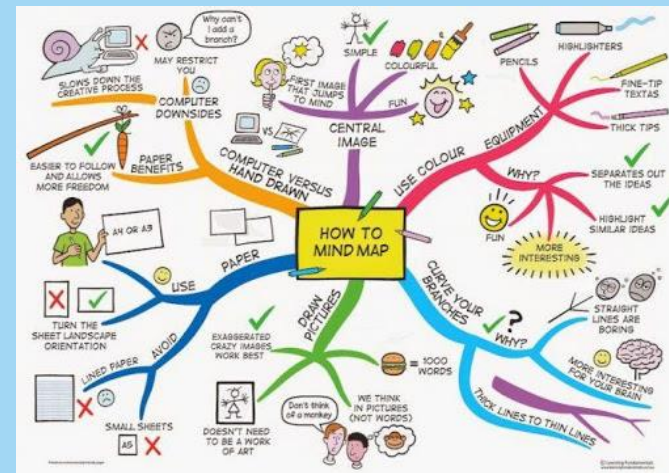 Why can't
I add a
branch?
SLOWS DOWN THE
CREATIVE PROCESS
MAY RESTRICT
YOU
COMPUTER
DOWNSIDES
EASIER TO FOLLOW
AND ALLOWS
MORE FREEDOM
PAPER
BENEFITS
VS
COMPUTER VERSUS
HAND DRAWN
SIMPLE
COLOURFUL
FIRST IMAGE
THAT JUMPS
TO MIND
FUN
CENTRAL
IMAGE
PENCILS
HIGHLIGHTERS
FINE-TIP
TEXTAS
THICK TIPS
USE COLOUR
EQUIPMENT
WHY?
SEPARATES OUT
THE IDEAS
HIGHLIGHT
SIMILAR IDEAS
FUN
MORE
INTERESTING
HOW TO
MIND MAP
A4 OR A3
PAPER
USE
TURN THE
SHEET LANDSCAPE
ORIENTATION
AVOID
LINED PAPER
SMALL SHEETS
A5
DRAW
PICTURES
EXAGGERATED
CRAZY IMAGES
WORK BEST
= 1000
WORDS
DOESN'T NEED
TO BE A WORK
OF ART
WE THINK
IN PICTURES
(NOT WORDS)
Don't think
of a monkey
CURVE YOUR
BRANCHES
?
WHY?
STRAIGHT
LINES ARE
BORING
MORE INTERESTING
FOR YOUR BRAIN
THICK LINES TO THIN LINES
Learning Fundamentals